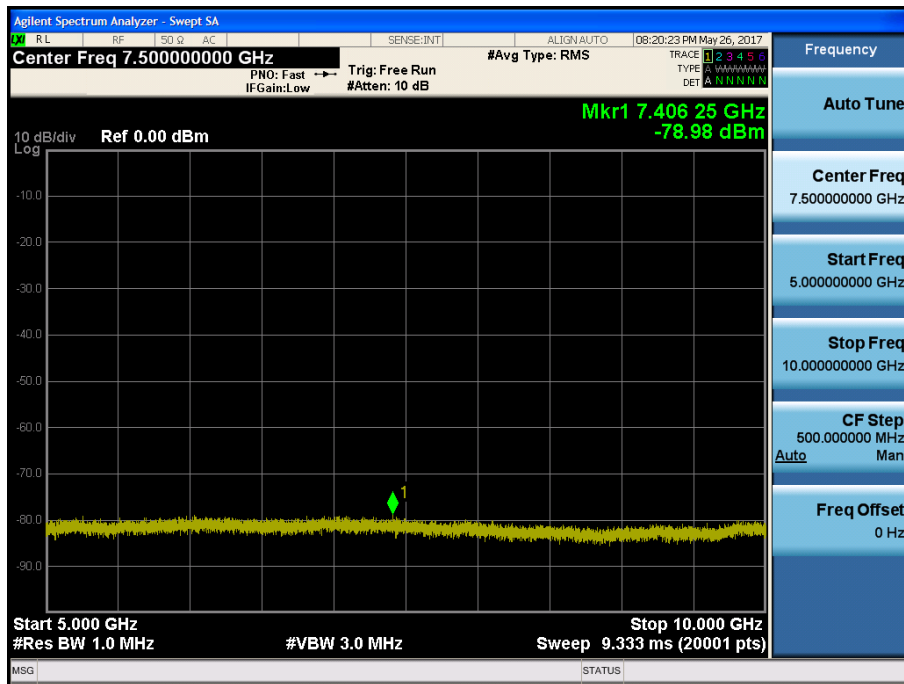 Agilent Spectrum Analyzer - Swept SA
LXI RL RF 50 Ω AC SENSE:INT ALIGNAUTO 08:20:23 PM May 26, 2017
Center Freq 7.500000000 GHz #Avg Type: RMS TRACE 1 2 3 4 5 6
PNO: Fast Trig: Free Run TYPE A WWWWW
IFGain:Low #Atten: 10 dB DET A N N N N N
Mkr1 7.406 25 GHz
-78.98 dBm
10 dB/div Ref 0.00 dBm
Log
-10.0
-20.0
-30.0
-40.0
-50.0
-60.0
-70.0
1
-80.0
-90.0
Start 5.000 GHz Stop 10.000 GHz
#Res BW 1.0 MHz #VBW 3.0 MHz Sweep 9.333 ms (20001 pts)
MSG STATUS
Frequency
Auto Tune
Center Freq
7.500000000 GHz
Start Freq
5.000000000 GHz
Stop Freq
10.000000000 GHz
CF Step
500.000000 MHz
Auto Man
Freq Offset
0 Hz